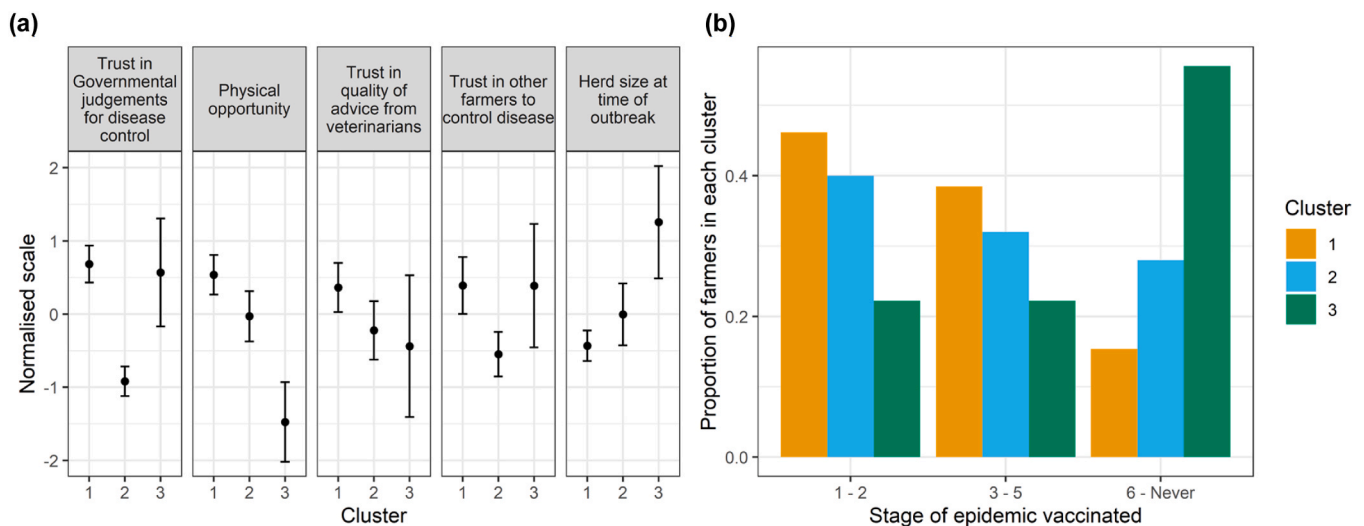 (a)
Trust in
Governmental
judgements
for disease
control
Physical
opportunity
Trust in
quality of
advice from
veterinarians
Trust in other
farmers to
control disease
Herd size at
time of
outbreak
Normalised scale
2
1
0
-1
-2
1 2 3
1 2 3
1 2 3
1 2 3
1 2 3
Cluster
(b)
Proportion of farmers in each cluster
0.4
0.2
0.0
1 - 2
3 - 5
6 - Never
Stage of epidemic vaccinated
Cluster
1
2
3